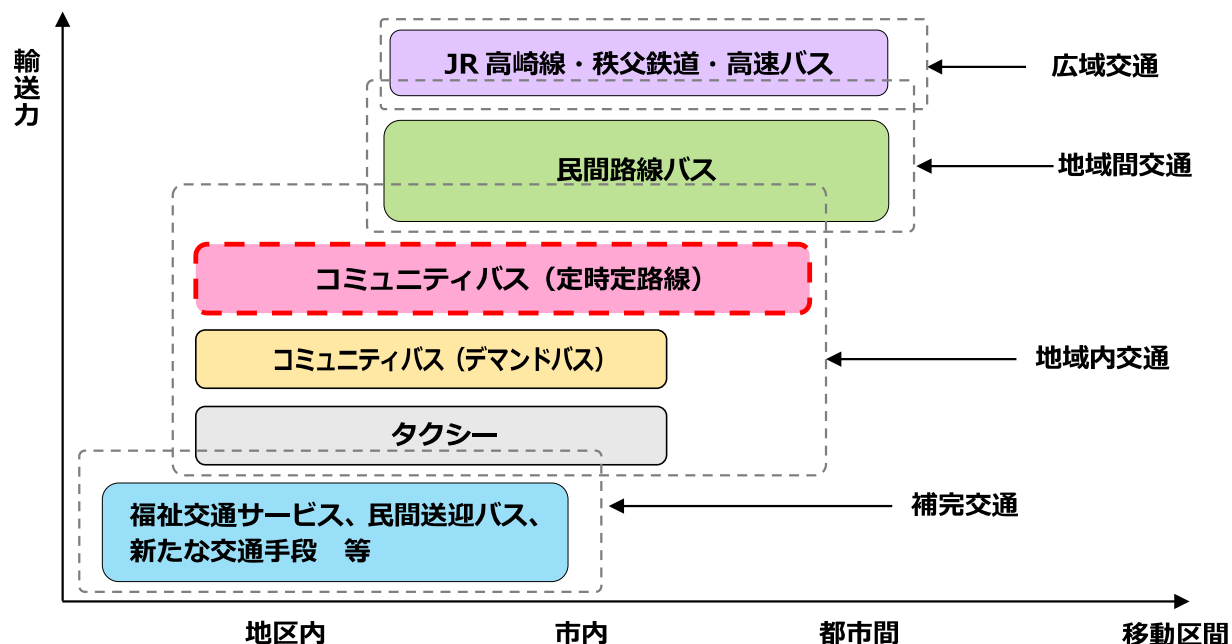 輸送力
JR 高崎線・秩父鉄道・高速バス
広域交通
民間路線バス
地域間交通
コミュニティバス（定時定路線）
コミュニティバス（デマンドバス）
地域内交通
タクシー
福祉交通サービス、民間送迎バス、
新たな交通手段　等
補完交通
地区内
市内
都市間
移動区間